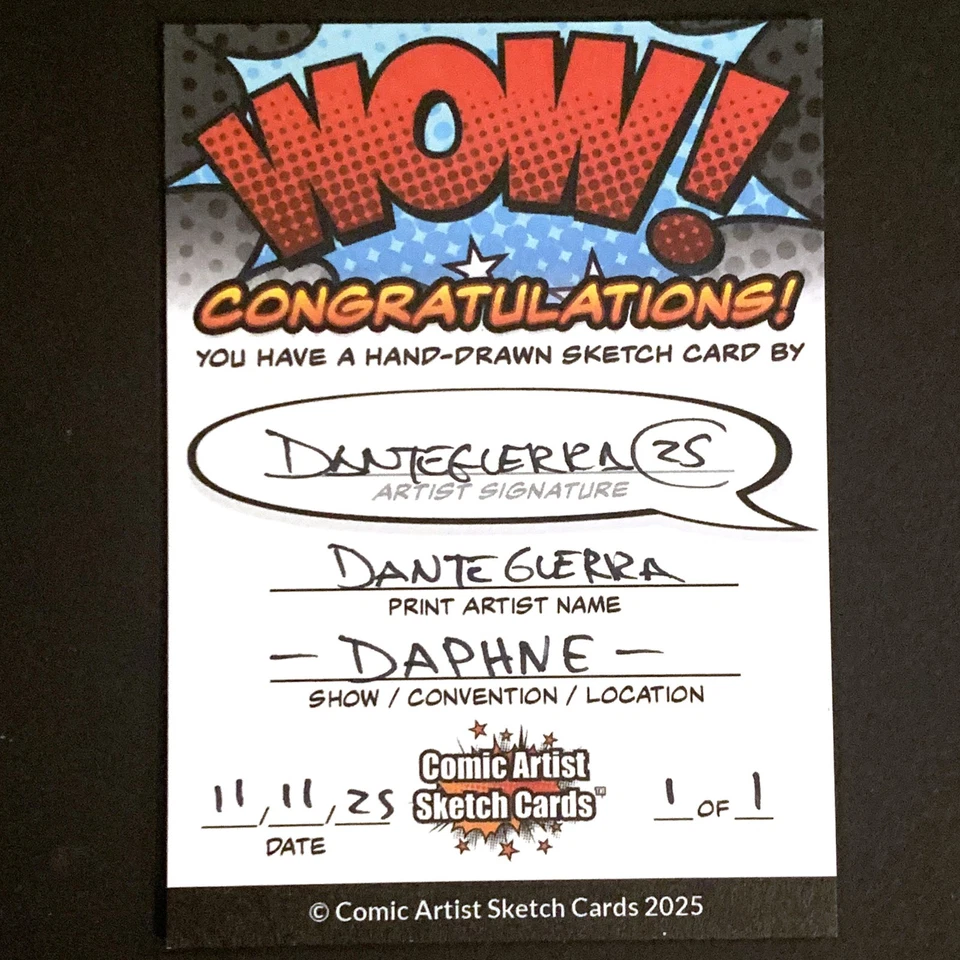 WOW!
CONGRATULATIONS!
YOU HAVE A HAND-DRAWN SKETCH CARD BY
DANTEGUERRA 25
ARTIST SIGNATURE
DANTE GUERRA
PRINT ARTIST NAME
- DAPHNE -
SHOW / CONVENTION / LOCATION
Comic Artist
Sketch Cards™
11/11/25
1 OF 1
DATE
© Comic Artist Sketch Cards 2025